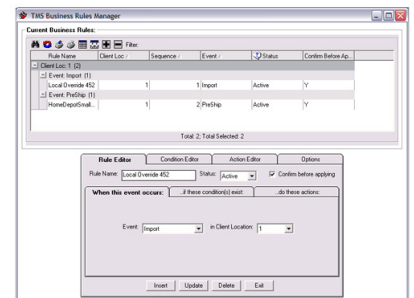 TMS Business Rules Manager
Current Business Rules:
Filter:
Rule Name Client Loc / Sequence / Event / Status Confirm Before Ap...
Client Loc: 1 (2)
Event: Import (1)
Local Override 452 1 1 Import Active Y
Event: PreShip (1)
HomeDepotSmall... 1 2 PreShip Active Y
Total: 2; Total Selected: 2
Rule Editor Condition Editor Action Editor Options
Rule Name: Local Override 452 Status: Active Confirm before applying
When this event occurs: ..if these condition(s) exist: ..do these actions:
Event: Import in Client Location: 1
Insert Update Delete Exit